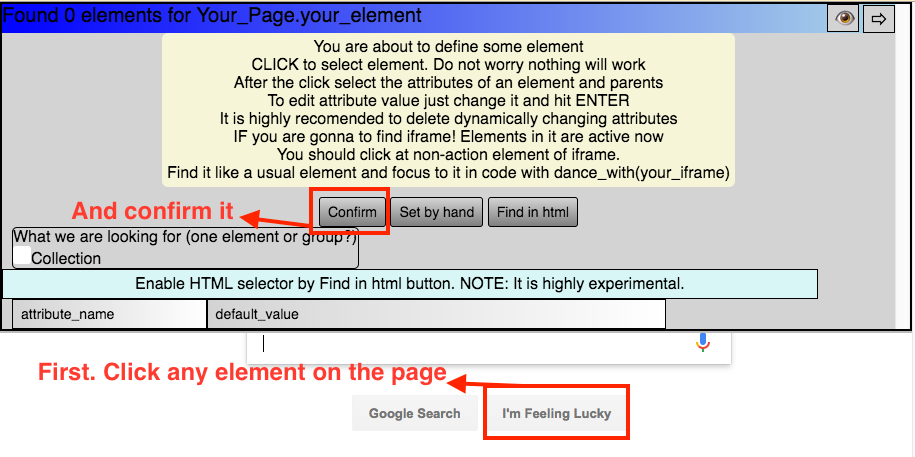 Found 0 elements for Your_Page.your_element
You are about to define some element
CLICK to select element. Do not worry nothing will work
After the click select the attributes of an element and parents
To edit attribute value just change it and hit ENTER
It is highly recomended to delete dynamically changing attributes
IF you are gonna to find iframe! Elements in it are active now
You should click at non-action element of iframe.
Find it like a usual element and focus to it in code with dance_with(your_iframe)
And confirm it
Confirm Set by hand Find in html
What we are looking for (one element or group?)
Collection
Enable HTML selector by Find in html button. NOTE: It is highly experimental.
attribute_name default_value
First. Click any element on the page
Google Search I'm Feeling Lucky